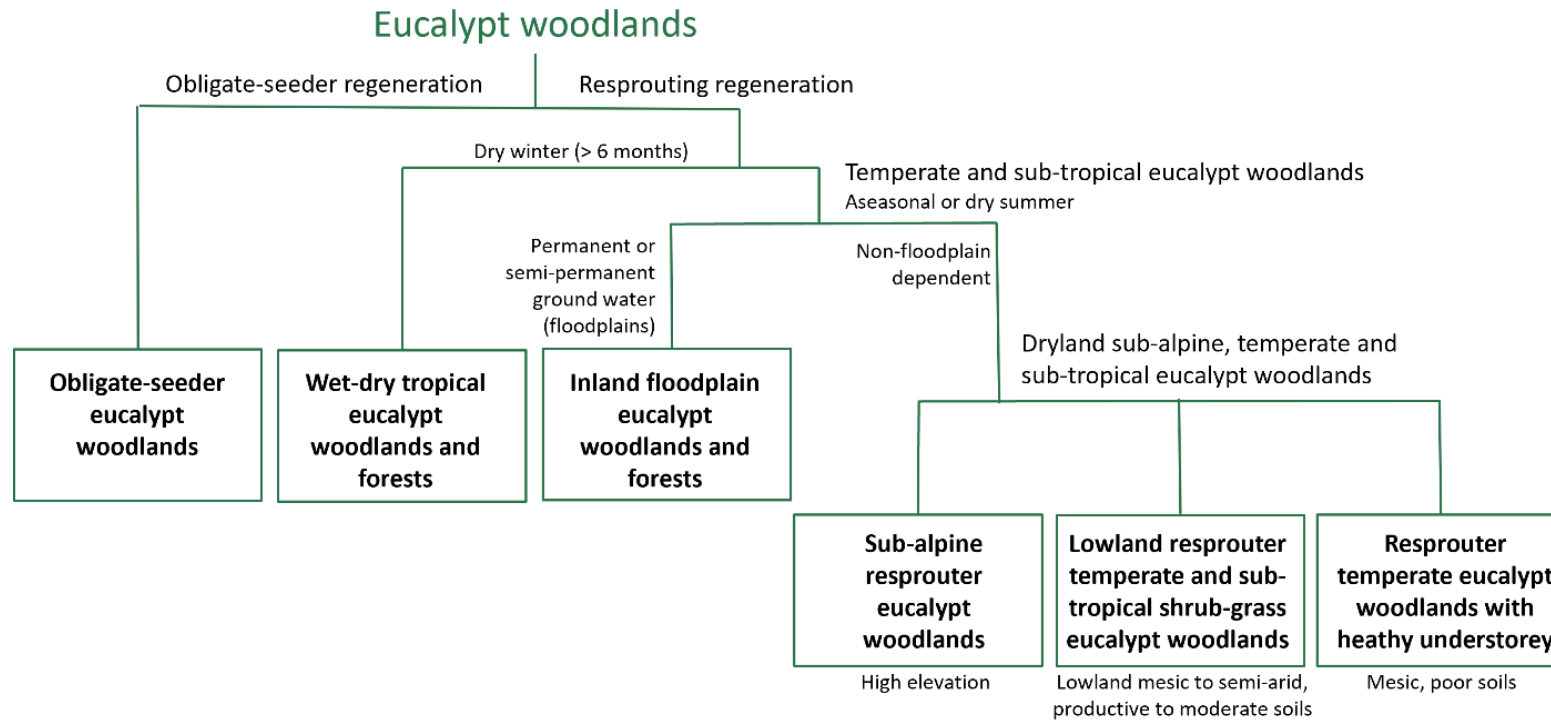 Eucalypt woodlands
Obligate-seeder regeneration
Resprouting regeneration
Dry winter (> 6 months)
Temperate and sub-tropical eucalypt woodlands
Aseasonal or dry summer
Permanent or
semi-permanent
ground water
(floodplains)
Non-floodplain
dependent
Dryland sub-alpine, temperate and
sub-tropical eucalypt woodlands
Obligate-seeder
eucalypt
woodlands
Wet-dry tropical
eucalypt
woodlands and
forests
Inland floodplain
eucalypt
woodlands and
forests
Sub-alpine
resprouter
eucalypt
woodlands
High elevation
Lowland resprouter
temperate and sub-
tropical shrub-grass
eucalypt woodlands
Lowland mesic to semi-arid,
productive to moderate soils
Resprouter
temperate eucalypt
woodlands with
heathy understorey
Mesic, poor soils